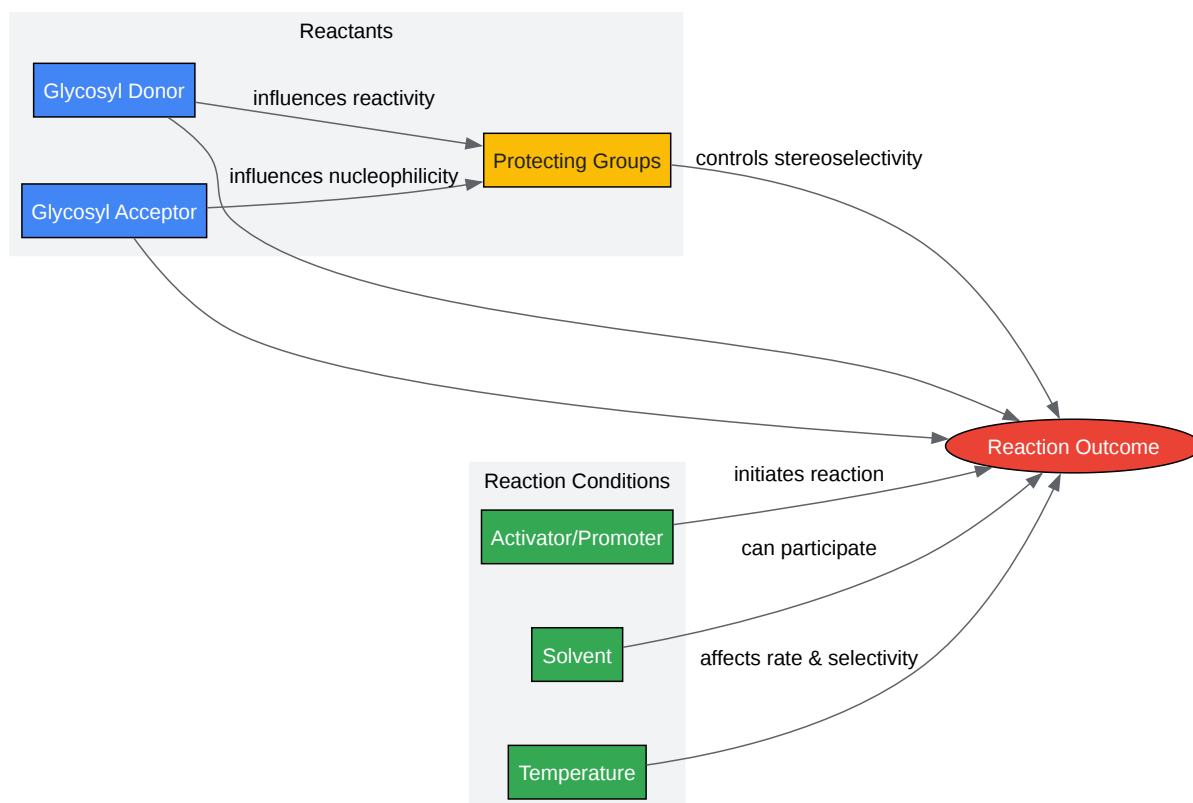 Reactants
Glycosyl Donor
influences reactivity
Protecting Groups
controls stereoselectivity
influences nucleophilicity
Glycosyl Acceptor
Reaction Outcome
Reaction Conditions
initiates reaction
Activator/Promoter
can participate
Solvent
affects rate & selectivity
Temperature